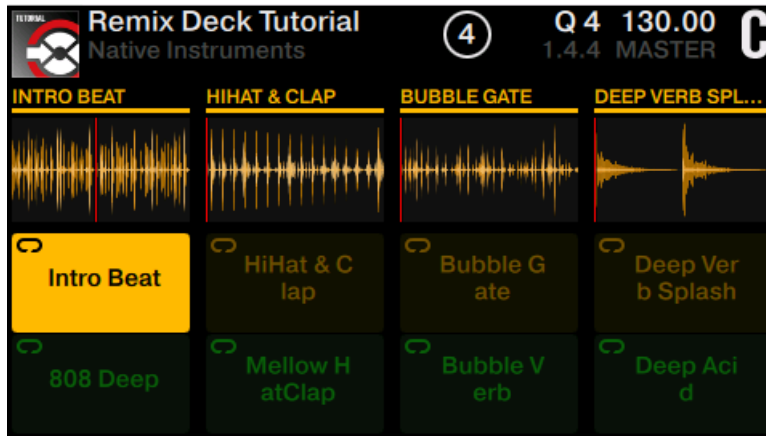 TUTORIAL
Remix Deck Tutorial
Native Instruments
4
Q 4 130.00
1.4.4 MASTER
C
INTRO BEAT HIHAT & CLAP BUBBLE GATE DEEP VERB SPL...
Intro Beat
HiHat & C
lap
Bubble G
ate
Deep Ver
b Splash
808 Deep
Mellow H
atClap
Bubble V
erb
Deep Aci
d